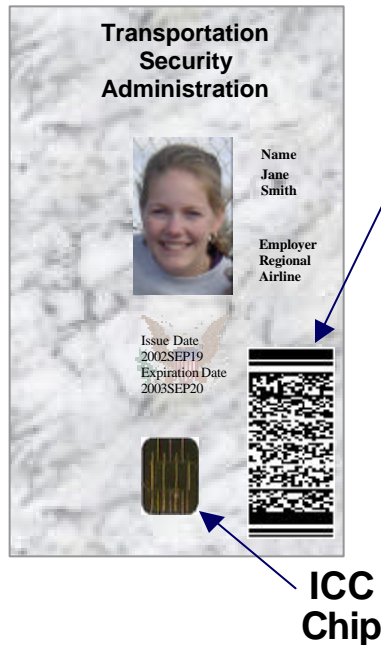 Transportation
Security
Administration
Name
Jane
Smith
Employer
Regional
Airline
Issue Date
2002SEP19
Expiration Date
2003SEP20
ICC
Chip